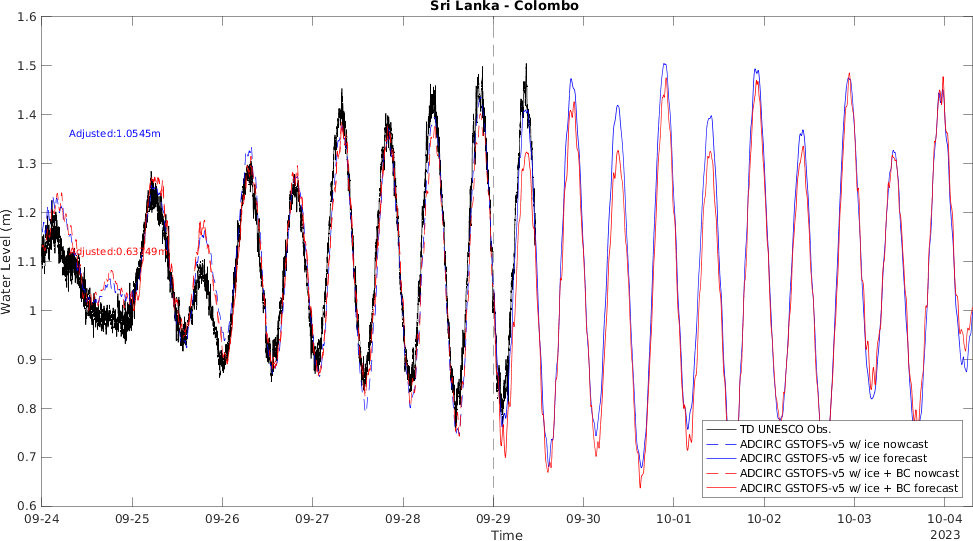 Sri Lanka - Colombo
1.6
1.5
1.4
1.3
1.2
1.1
1
0.9
0.8
0.7
0.6
Water Level (m)
Adjusted:1.0545m
TD UNESCO Obs.
ADCIRC GSTOFS-v5 w/ ice nowcast
ADCIRC GSTOFS-v5 w/ ice forecast
ADCIRC GSTOFS-v5 w/ ice + BC nowcast
ADCIRC GSTOFS-v5 w/ ice + BC forecast
09-24 09-25 09-26 09-27 09-28 09-29 09-30 10-01 10-02 10-03 10-04
Time
2023